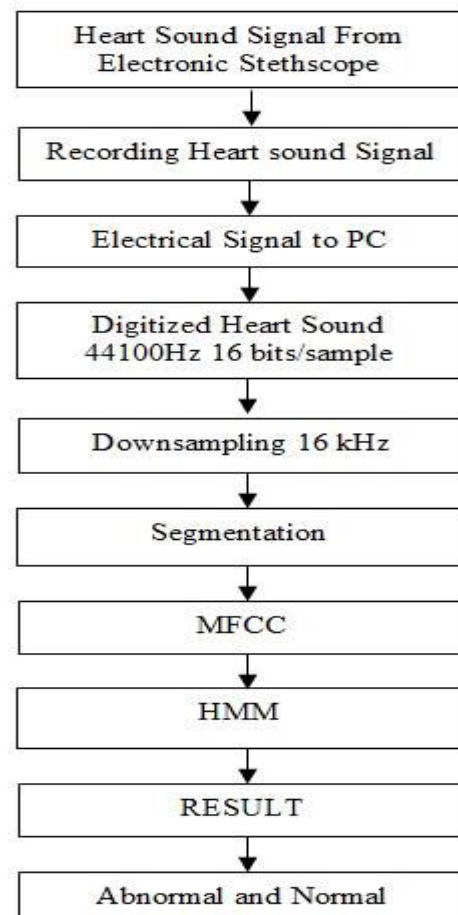 Heart Sound Signal From
Electronic Stethscope
Recording Heart sound Signal
Electrical Signal to PC
Digitized Heart Sound
44100Hz 16 bits/sample
Downsampling 16 kHz
Segmentation
MFCC
HMM
RESULT
Abnormal and Normal